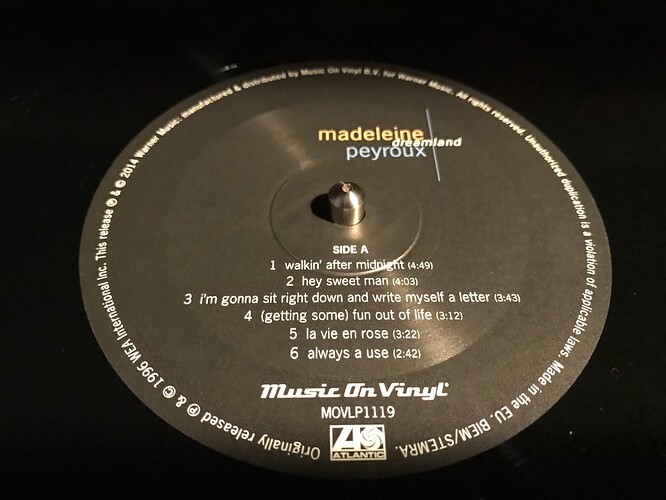 madeleine
dreamland
peyroux
SIDE A
1 walkin' after midnight (4:49)
2 hey sweet man (4:03)
3 i'm gonna sit right down and write myself a letter (3:43)
4 (getting some) fun out of life (3:12)
5 la vie en rose (3:22)
6 always a use (2:42)
Music On Vinyl®
MOVLP1119
ATLANTIC
Originally released ℗ & © 1996 WEA International Inc. This release ℗ & © 2014 Warner Music: manufactured & distributed by Music On Vinyl B.V. for Warner Music. All rights reserved. Unauthorized duplication is a violation of applicable laws. Made in the EU. BIEM/STEMRA.